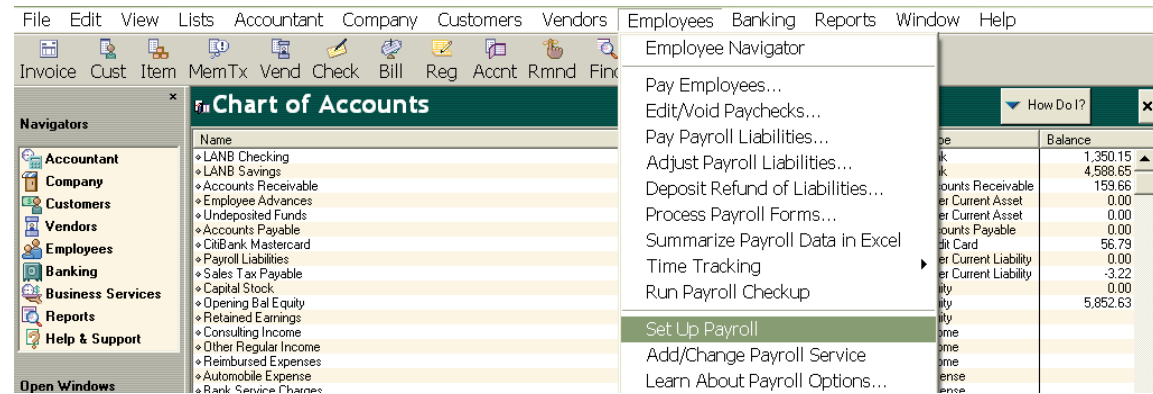 File Edit View Lists Accountant Company Customers Vendors Employees Banking Reports Window Help
Invoice Cust Item MemTx Vend Check Bill Reg Accnt Rmnd
Navigators
Accountant
Company
Customers
Vendors
Employees
Banking
Business Services
Reports
Help & Support
Open Windows
Chart of Accounts
How Do I?
Name Balance
LANB Checking 1,350.15
LANB Savings 4,588.65
Accounts Receivable 159.66
Employee Advances 0.00
Undeposited Funds 0.00
Accounts Payable 0.00
CitiBank Mastercard 56.79
Payroll Liabilities 0.00
Sales Tax Payable -3.22
Capital Stock 0.00
Opening Bal Equity 5,852.63
Retained Earnings
Consulting Income
Other Regular Income
Reimbursed Expenses
Automobile Expense
Bank Service Charges
Employee Navigator
Pay Employees...
Edit/Void Paychecks...
Pay Payroll Liabilities...
Adjust Payroll Liabilities...
Deposit Refund of Liabilities...
Process Payroll Forms...
Summarize Payroll Data in Excel
Time Tracking
Run Payroll Checkup
Set Up Payroll
Add/Change Payroll Service
Learn About Payroll Options...
Receivable
Current Asset
Current Asset
Payable
Card
Current Liability
Current Liability